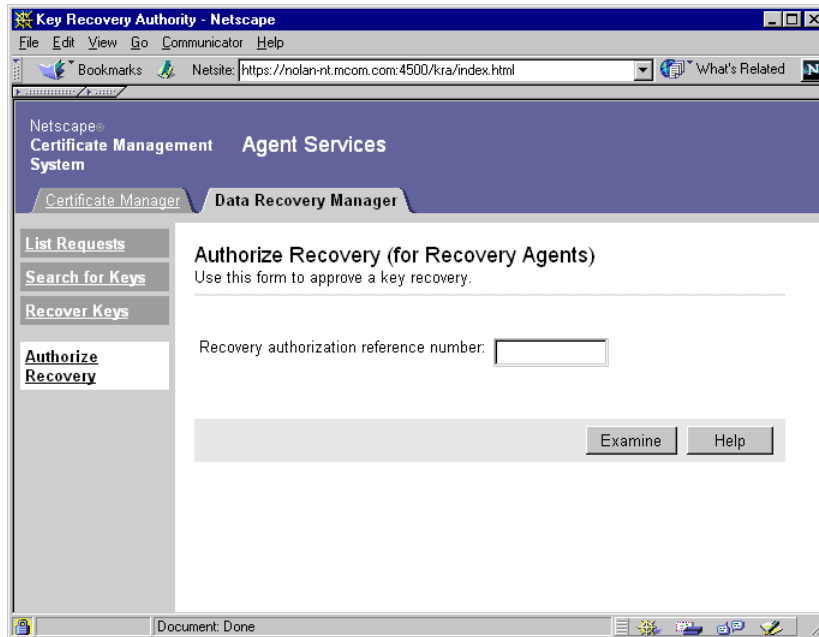 Key Recovery Authority - Netscape
File Edit View Go Communicator Help
Bookmarks Netsite: https://nolan-nt.mcom.com:4500/kra/index.html What's Related N
Netscape®
Certificate Management
System
Agent Services
Certificate Manager
Data Recovery Manager
List Requests
Search for Keys
Recover Keys
Authorize
Recovery
Authorize Recovery (for Recovery Agents)
Use this form to approve a key recovery.
Recovery authorization reference number:
Examine Help
Document: Done